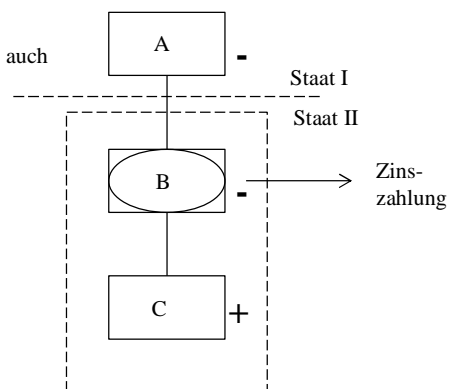 A
auch
-
Staat I
Staat II
B
-
Zins-
zahlung
C
+